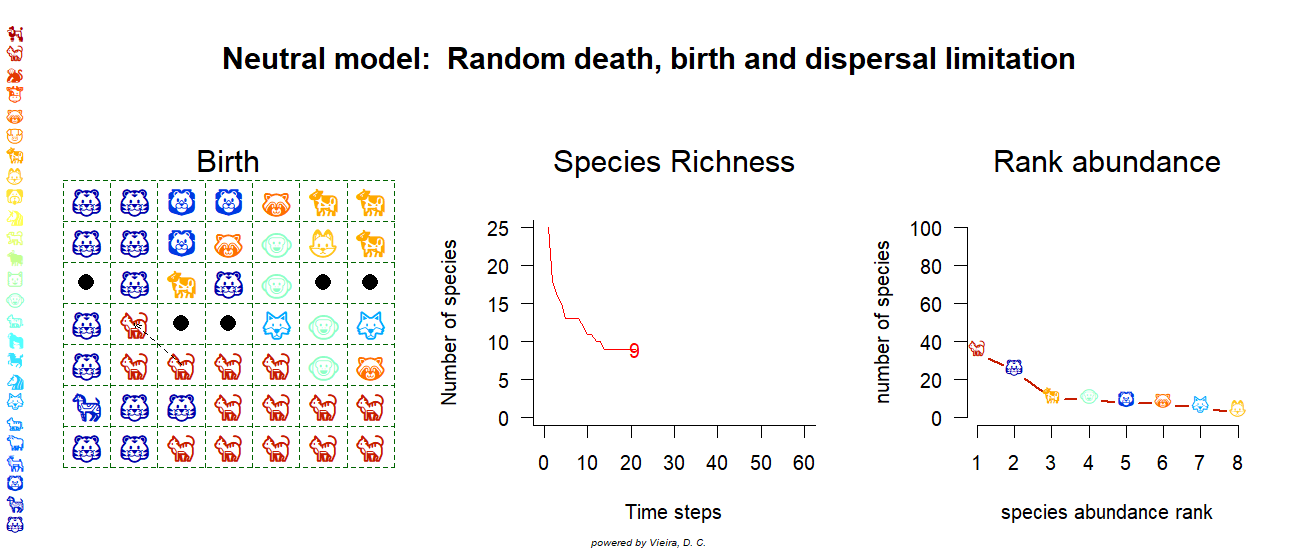 Neutral model:  Random death, birth and dispersal limitation
Birth
Species Richness
Rank abundance
Number of species
25
20
15
10
5
0
9
0 10 20 30 40 50 60
Time steps
number of species
100
80
60
40
20
0
1 2 3 4 5 6 7 8
species abundance rank
powered by Vieira, D. C.